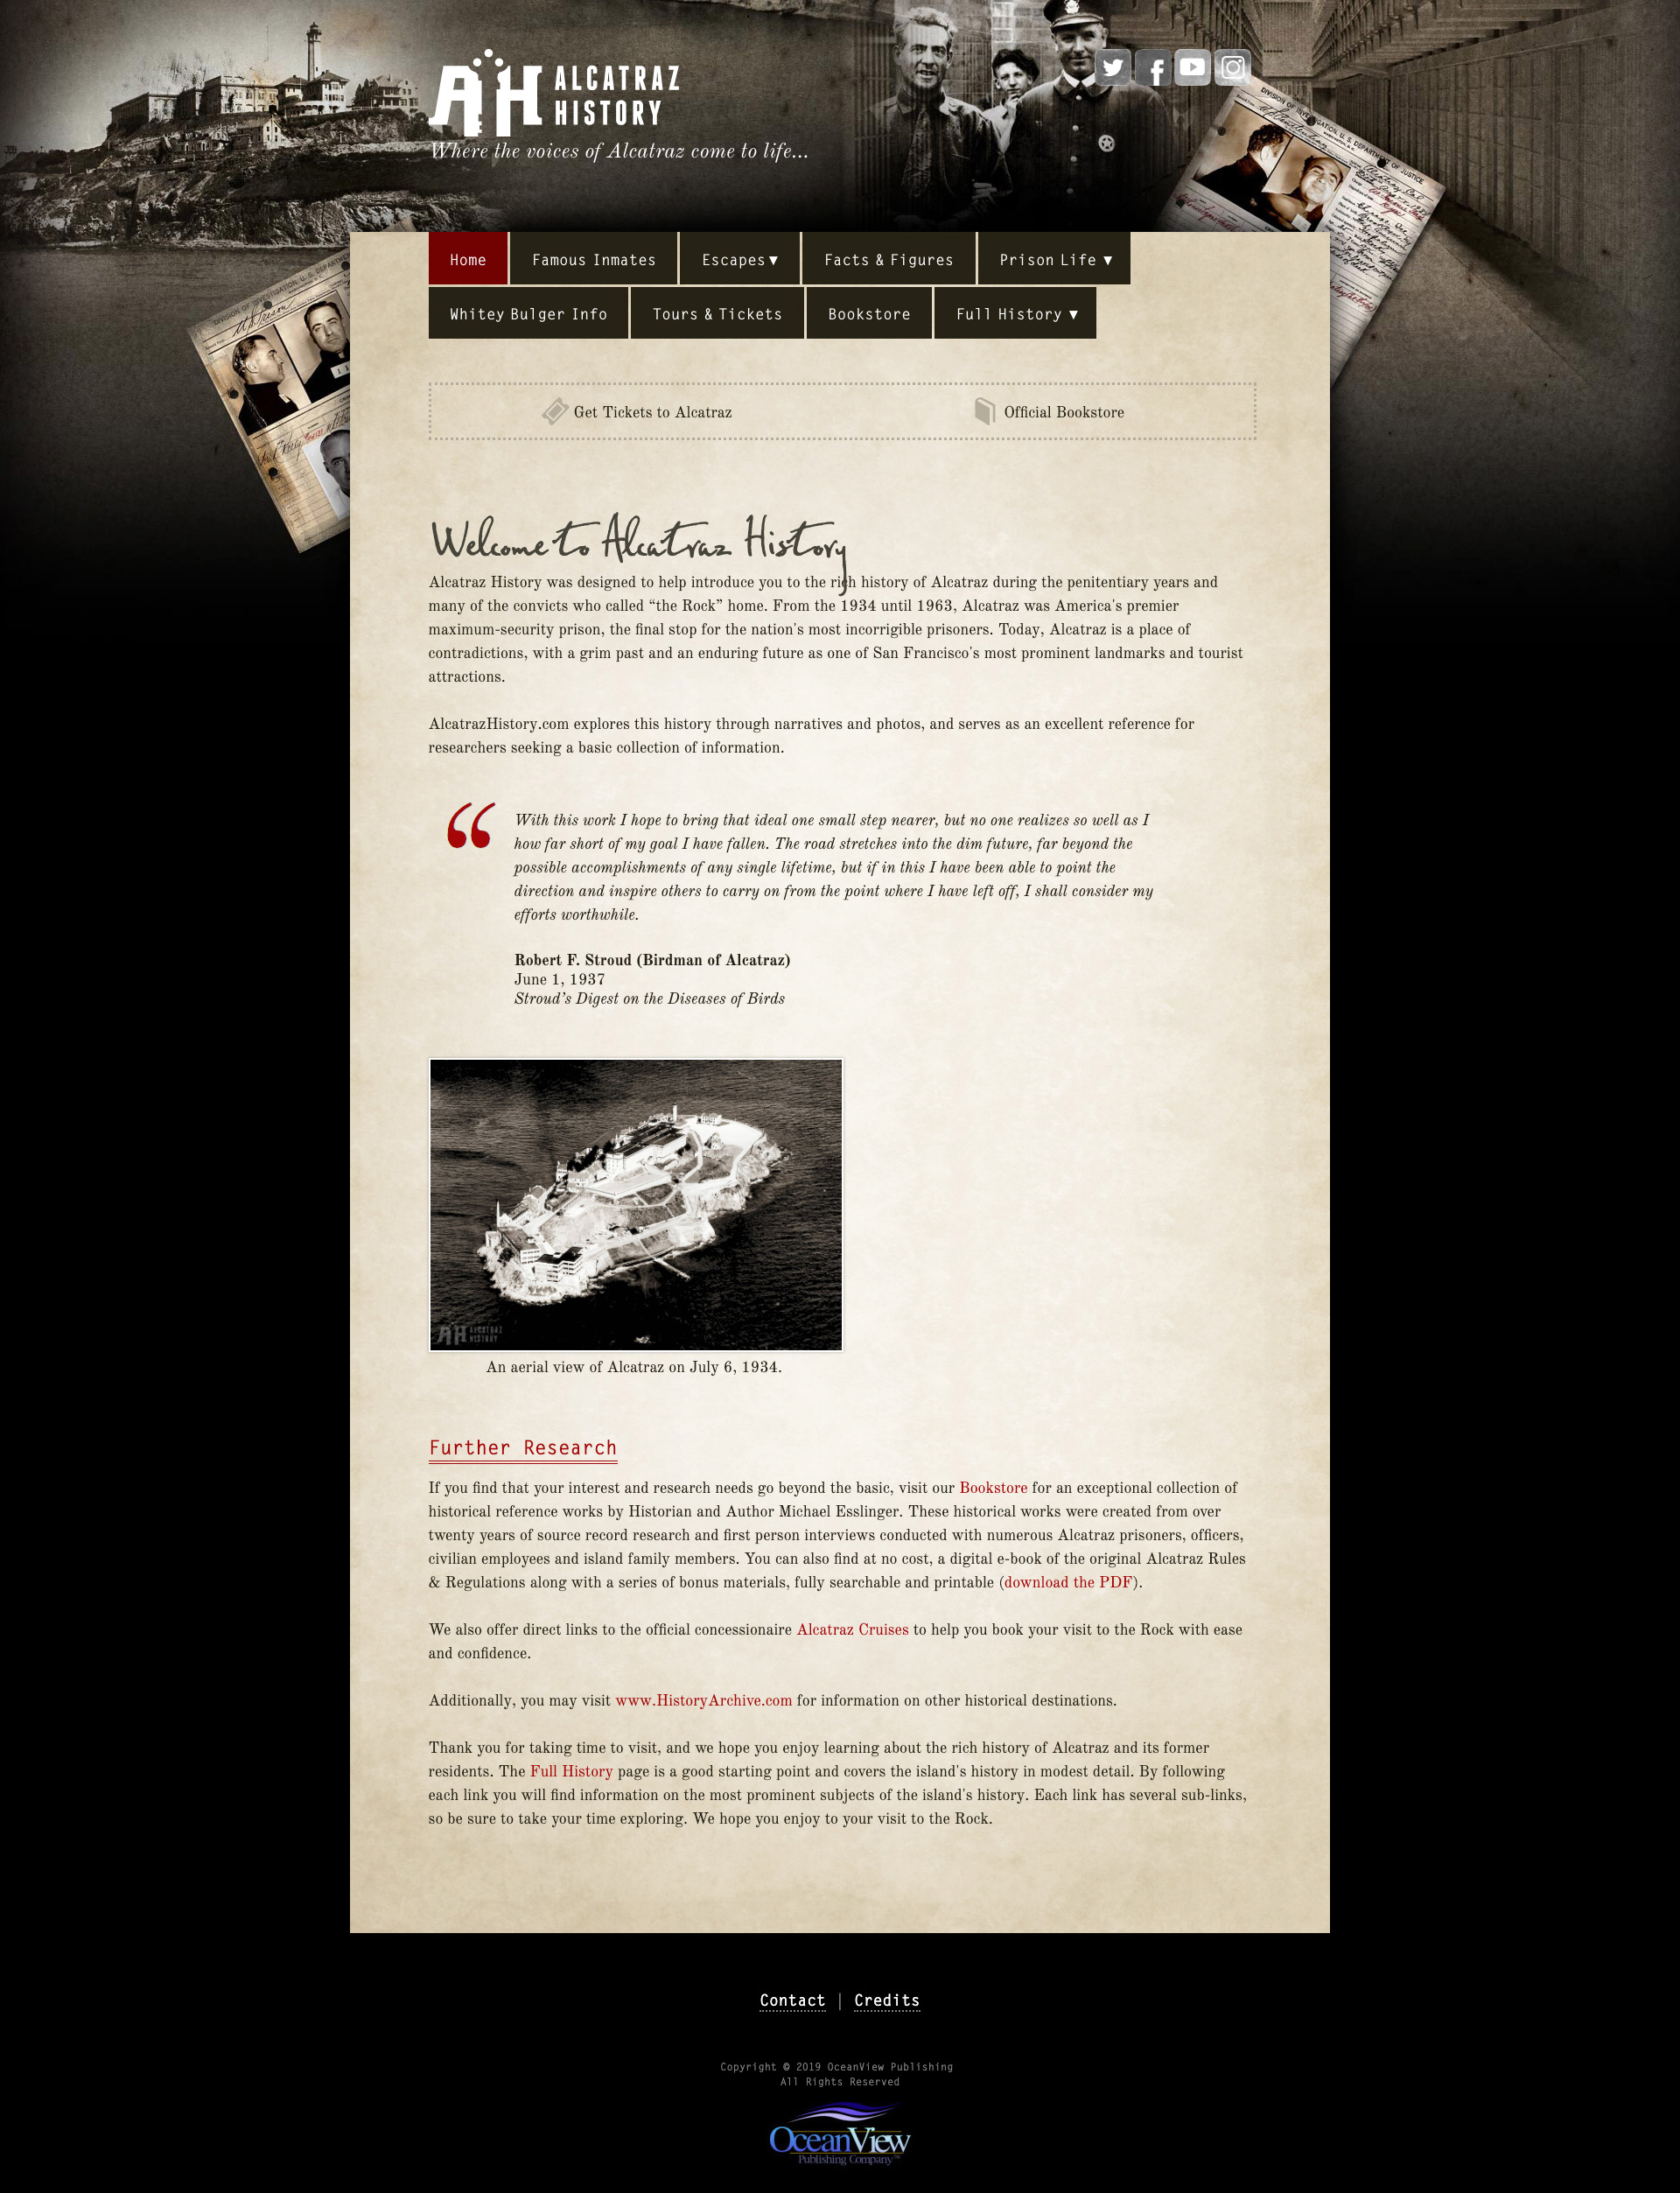 AH ALCATRAZ
HISTORY
Where the voices of Alcatraz come to life...
DIVISION OF INVESTIGATION, U. S. DEPARTMENT OF JUSTICE
Home
Famous Inmates
Escapes▼
Facts & Figures
Prison Life ▼
Whitey Bulger Info
Tours & Tickets
Bookstore
Full History ▼
Get Tickets to Alcatraz
Official Bookstore
Welcome to Alcatraz History
Alcatraz History was designed to help introduce you to the rich history of Alcatraz during the penitentiary years and
many of the convicts who called “the Rock” home. From the 1934 until 1963, Alcatraz was America's premier
maximum-security prison, the final stop for the nation's most incorrigible prisoners. Today, Alcatraz is a place of
contradictions, with a grim past and an enduring future as one of San Francisco's most prominent landmarks and tourist
attractions.
AlcatrazHistory.com explores this history through narratives and photos, and serves as an excellent reference for
researchers seeking a basic collection of information.
“ With this work I hope to bring that ideal one small step nearer, but no one realizes so well as I
how far short of my goal I have fallen. The road stretches into the dim future, far beyond the
possible accomplishments of any single lifetime, but if in this I have been able to point the
direction and inspire others to carry on from the point where I have left off, I shall consider my
efforts worthwhile.
Robert F. Stroud (Birdman of Alcatraz)
June 1, 1937
Stroud’s Digest on the Diseases of Birds
AH ALCATRAZ
HISTORY
An aerial view of Alcatraz on July 6, 1934.
Further Research
If you find that your interest and research needs go beyond the basic, visit our Bookstore for an exceptional collection of
historical reference works by Historian and Author Michael Esslinger. These historical works were created from over
twenty years of source record research and first person interviews conducted with numerous Alcatraz prisoners, officers,
civilian employees and island family members. You can also find at no cost, a digital e-book of the original Alcatraz Rules
& Regulations along with a series of bonus materials, fully searchable and printable (download the PDF).
We also offer direct links to the official concessionaire Alcatraz Cruises to help you book your visit to the Rock with ease
and confidence.
Additionally, you may visit www.HistoryArchive.com for information on other historical destinations.
Thank you for taking time to visit, and we hope you enjoy learning about the rich history of Alcatraz and its former
residents. The Full History page is a good starting point and covers the island's history in modest detail. By following
each link you will find information on the most prominent subjects of the island's history. Each link has several sub-links,
so be sure to take your time exploring. We hope you enjoy to your visit to the Rock.
Contact | Credits
Copyright © 2019 OceanView Publishing
All Rights Reserved
OceanView
Publishing Company™